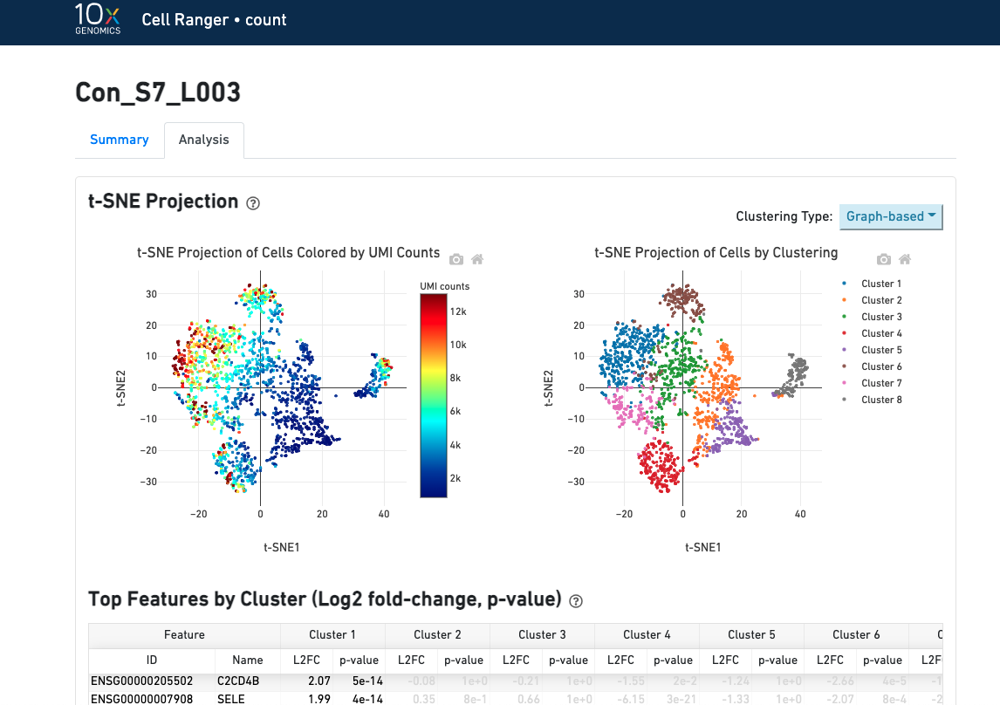 10x
GENOMICS
Cell Ranger • count
Con_S7_L003
Summary
Analysis
t-SNE Projection ?
Clustering Type: Graph-based
t-SNE Projection of Cells Colored by UMI Counts
t-SNE2
30
20
10
0
−10
−20
−30
−20 0 20 40
t-SNE1
UMI counts
12k
10k
8k
6k
4k
2k
t-SNE Projection of Cells by Clustering
t-SNE2
30
20
10
0
−10
−20
−30
−20 0 20 40
t-SNE1
Cluster 1
Cluster 2
Cluster 3
Cluster 4
Cluster 5
Cluster 6
Cluster 7
Cluster 8
Top Features by Cluster (Log2 fold-change, p-value) ?
Feature Cluster 1 Cluster 2 Cluster 3 Cluster 4 Cluster 5 Cluster 6
ID Name L2FC p-value L2FC p-value L2FC p-value L2FC p-value L2FC p-value L2FC p-value
ENSG00000205502 C2CD4B 2.07 5e-14 -0.08 1e+0 -0.21 1e+0 -1.55 2e-2 -1.24 1e+0 -2.66 4e-5
ENSG00000007908 SELE 1.99 4e-14 0.35 8e-1 0.66 1e+0 -6.15 3e-21 -1.33 1e+0 -2.07 8e-4